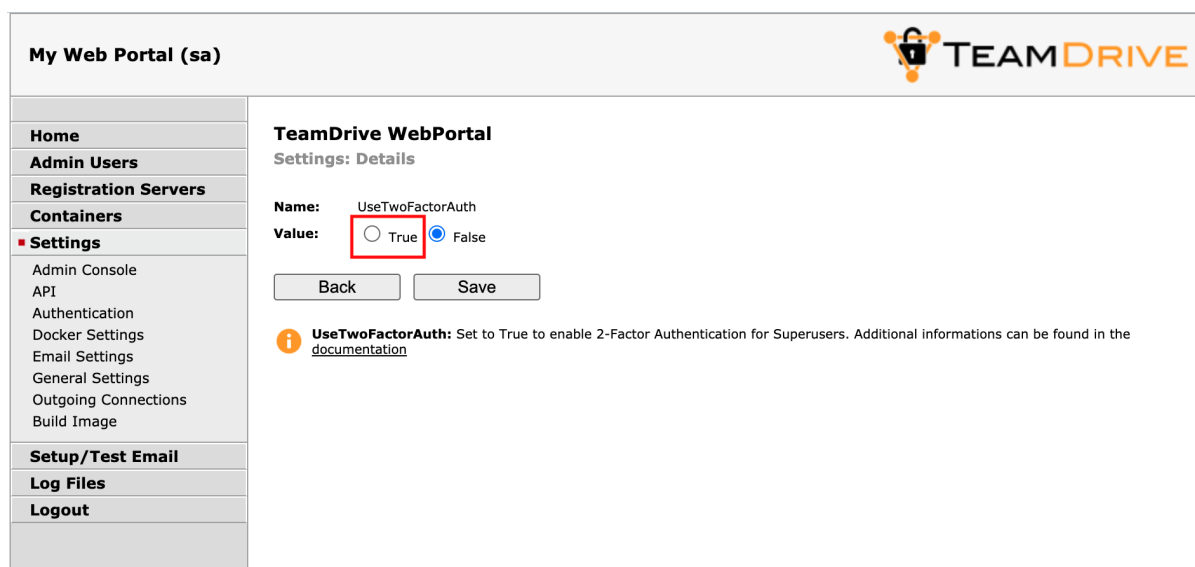 My Web Portal (sa)
TEAMDRIVE
Home
Admin Users
Registration Servers
Containers
Settings
Admin Console
API
Authentication
Docker Settings
Email Settings
General Settings
Outgoing Connections
Build Image
Setup/Test Email
Log Files
Logout
TeamDrive WebPortal
Settings: Details
Name: UseTwoFactorAuth
Value: True False
Back Save
UseTwoFactorAuth: Set to True to enable 2-Factor Authentication for Superusers. Additional informations can be found in the
documentation